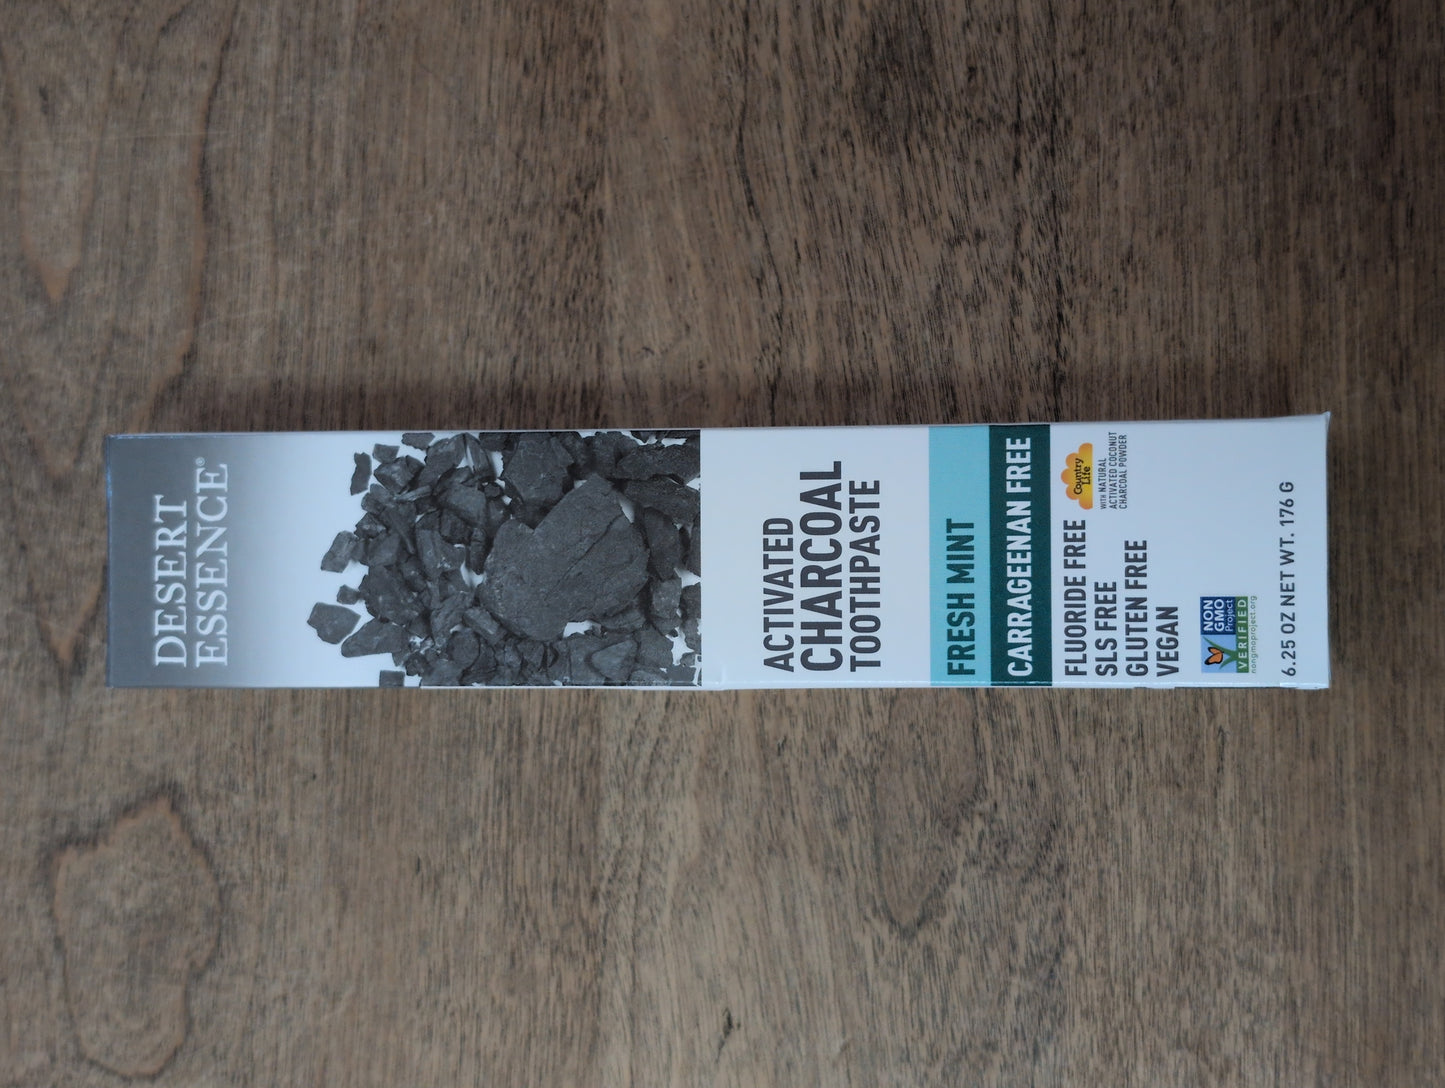 DESERT
ESSENCE®
ACTIVATED
CHARCOAL
TOOTHPASTE
FRESH MINT
CARRAGEENAN FREE
FLUORIDE FREE
SLS FREE
GLUTEN FREE
VEGAN
Country
Life
WITH NATURAL
ACTIVATED COCONUT
CHARCOAL POWDER
NON
GMO
Project
VERIFIED
nongmoproject.org
6.25 OZ NET WT. 176 G